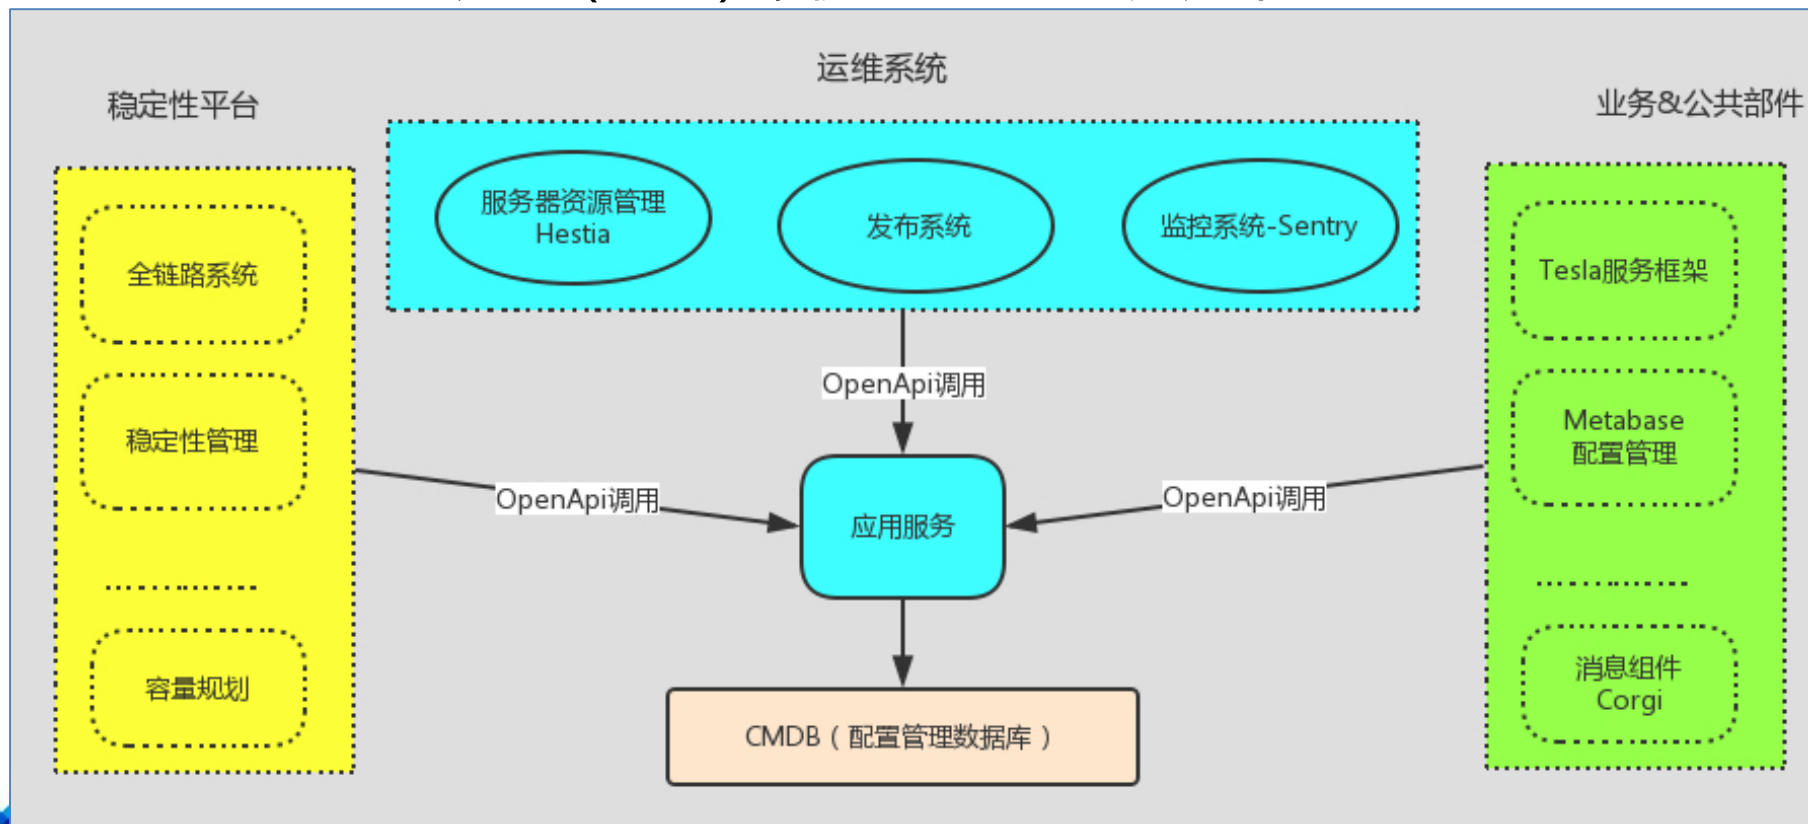 运维系统
稳定性平台
业务&公共部件
服务器资源管理
Hestia
发布系统
监控系统-Sentry
全链路系统
稳定性管理
容量规划
Tesla服务框架
Metabase
配置管理
消息组件
Corgi
OpenApi调用
OpenApi调用
OpenApi调用
应用服务
CMDB（配置管理数据库）